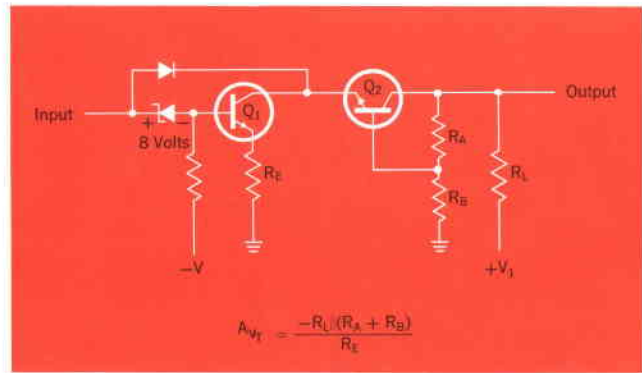 Input
+ −
8 Volts
Q1
RE
−V
Q2
RA
RB
RL
+V1
Output
AVT = −RL∥(RA + RB)
RE